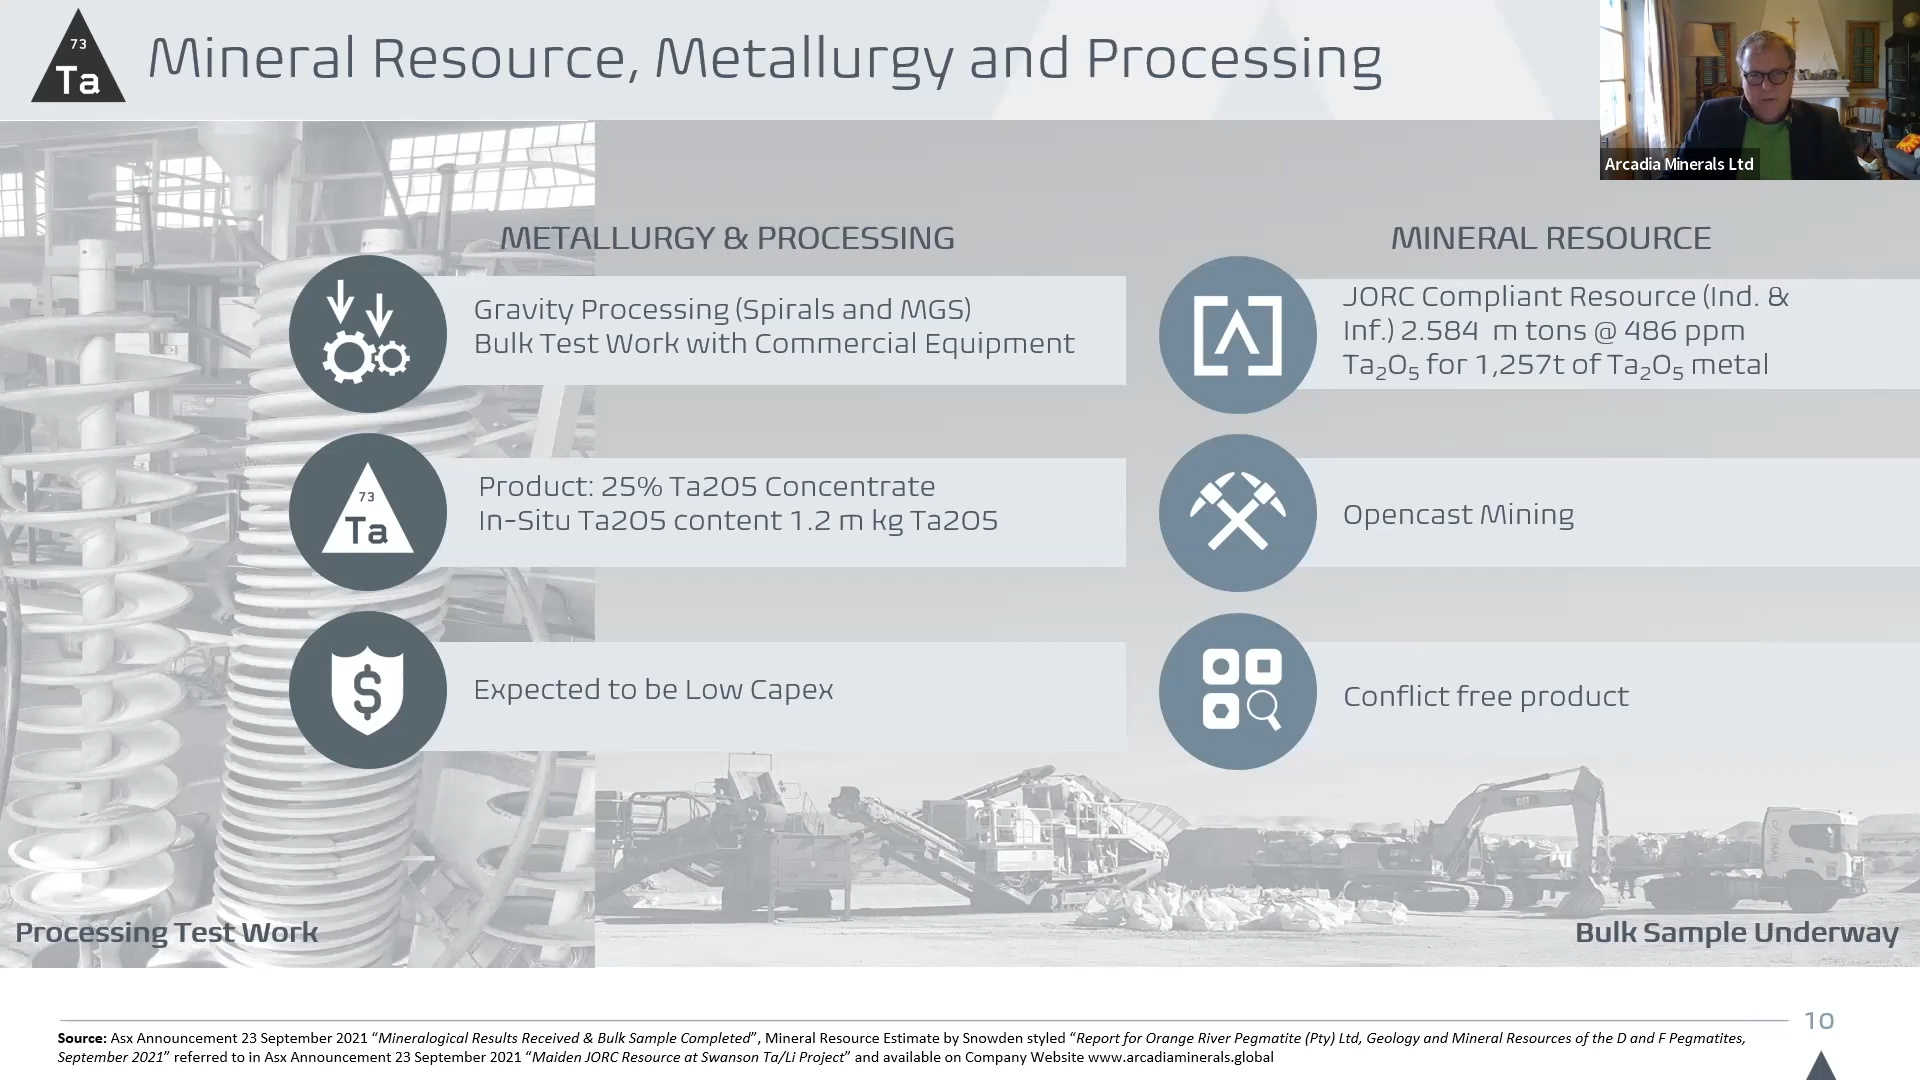 73
Ta
Mineral Resource, Metallurgy and Processing
Arcadia Minerals Ltd
METALLURGY & PROCESSING
Gravity Processing (Spirals and MGS)
Bulk Test Work with Commercial Equipment
73
Ta
Product: 25% Ta2O5 Concentrate
In-Situ Ta2O5 content 1.2 m kg Ta2O5
$
Expected to be Low Capex
MINERAL RESOURCE
JORC Compliant Resource (Ind. &
Inf.) 2.584 m tons @ 486 ppm
Ta₂O₅ for 1,257t of Ta₂O₅ metal
Opencast Mining
Conflict free product
CAT
Processing Test Work
Bulk Sample Underway
Source: Asx Announcement 23 September 2021 “Mineralogical Results Received & Bulk Sample Completed”, Mineral Resource Estimate by Snowden styled “Report for Orange River Pegmatite (Pty) Ltd, Geology and Mineral Resources of the D and F Pegmatites,
September 2021” referred to in Asx Announcement 23 September 2021 “Maiden JORC Resource at Swanson Ta/Li Project” and available on Company Website www.arcadiaminerals.global
10